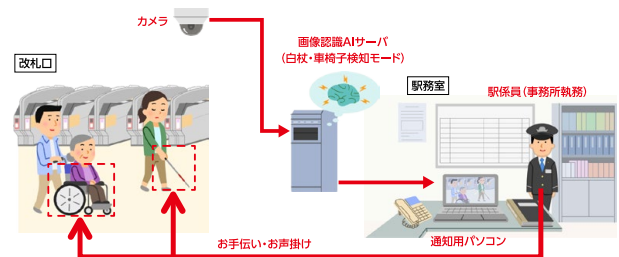 カメラ
画像認識AIサーバ
(白杖・車椅子検知モード)
改札口
駅務室
駅係員(事務所執務)
お手伝い・お声掛け
通知用パソコン